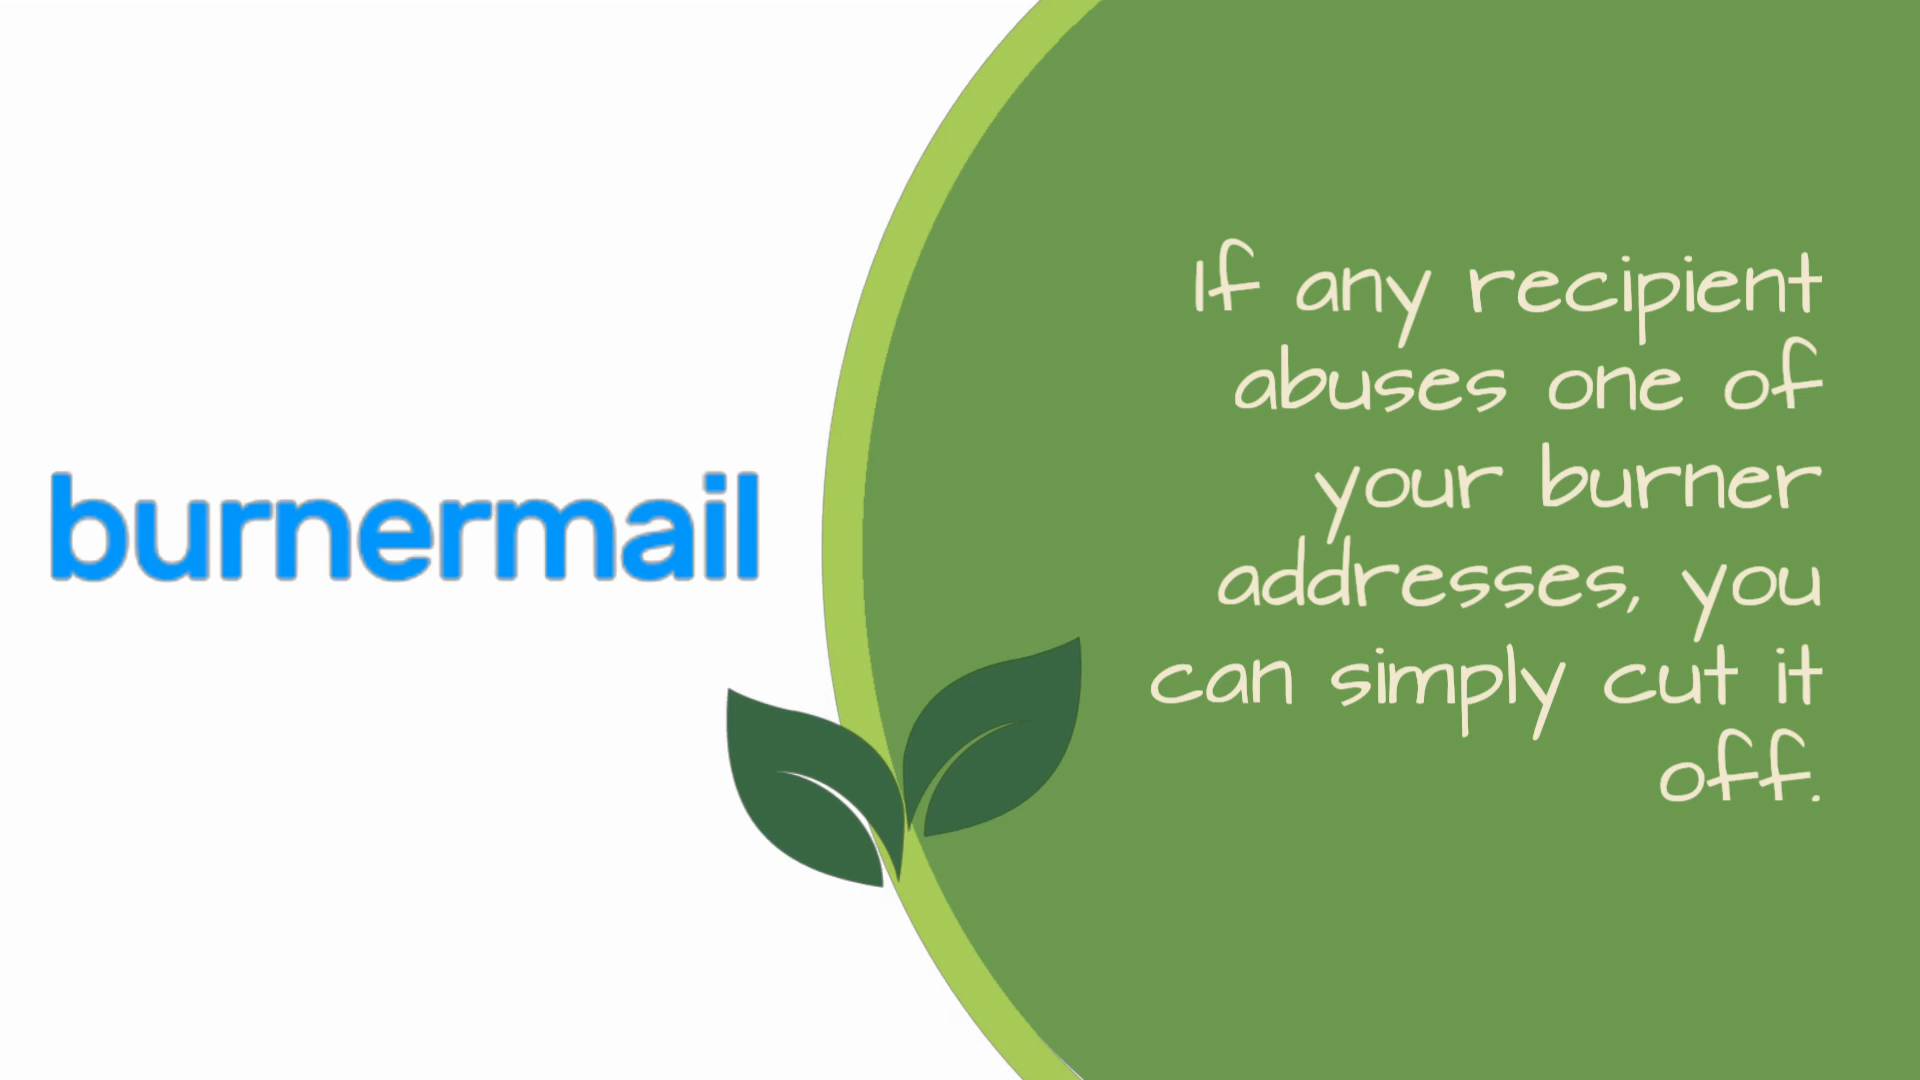 burnermail
If any recipient
abuses one of
your burner
addresses, you
can simply cut it
off.